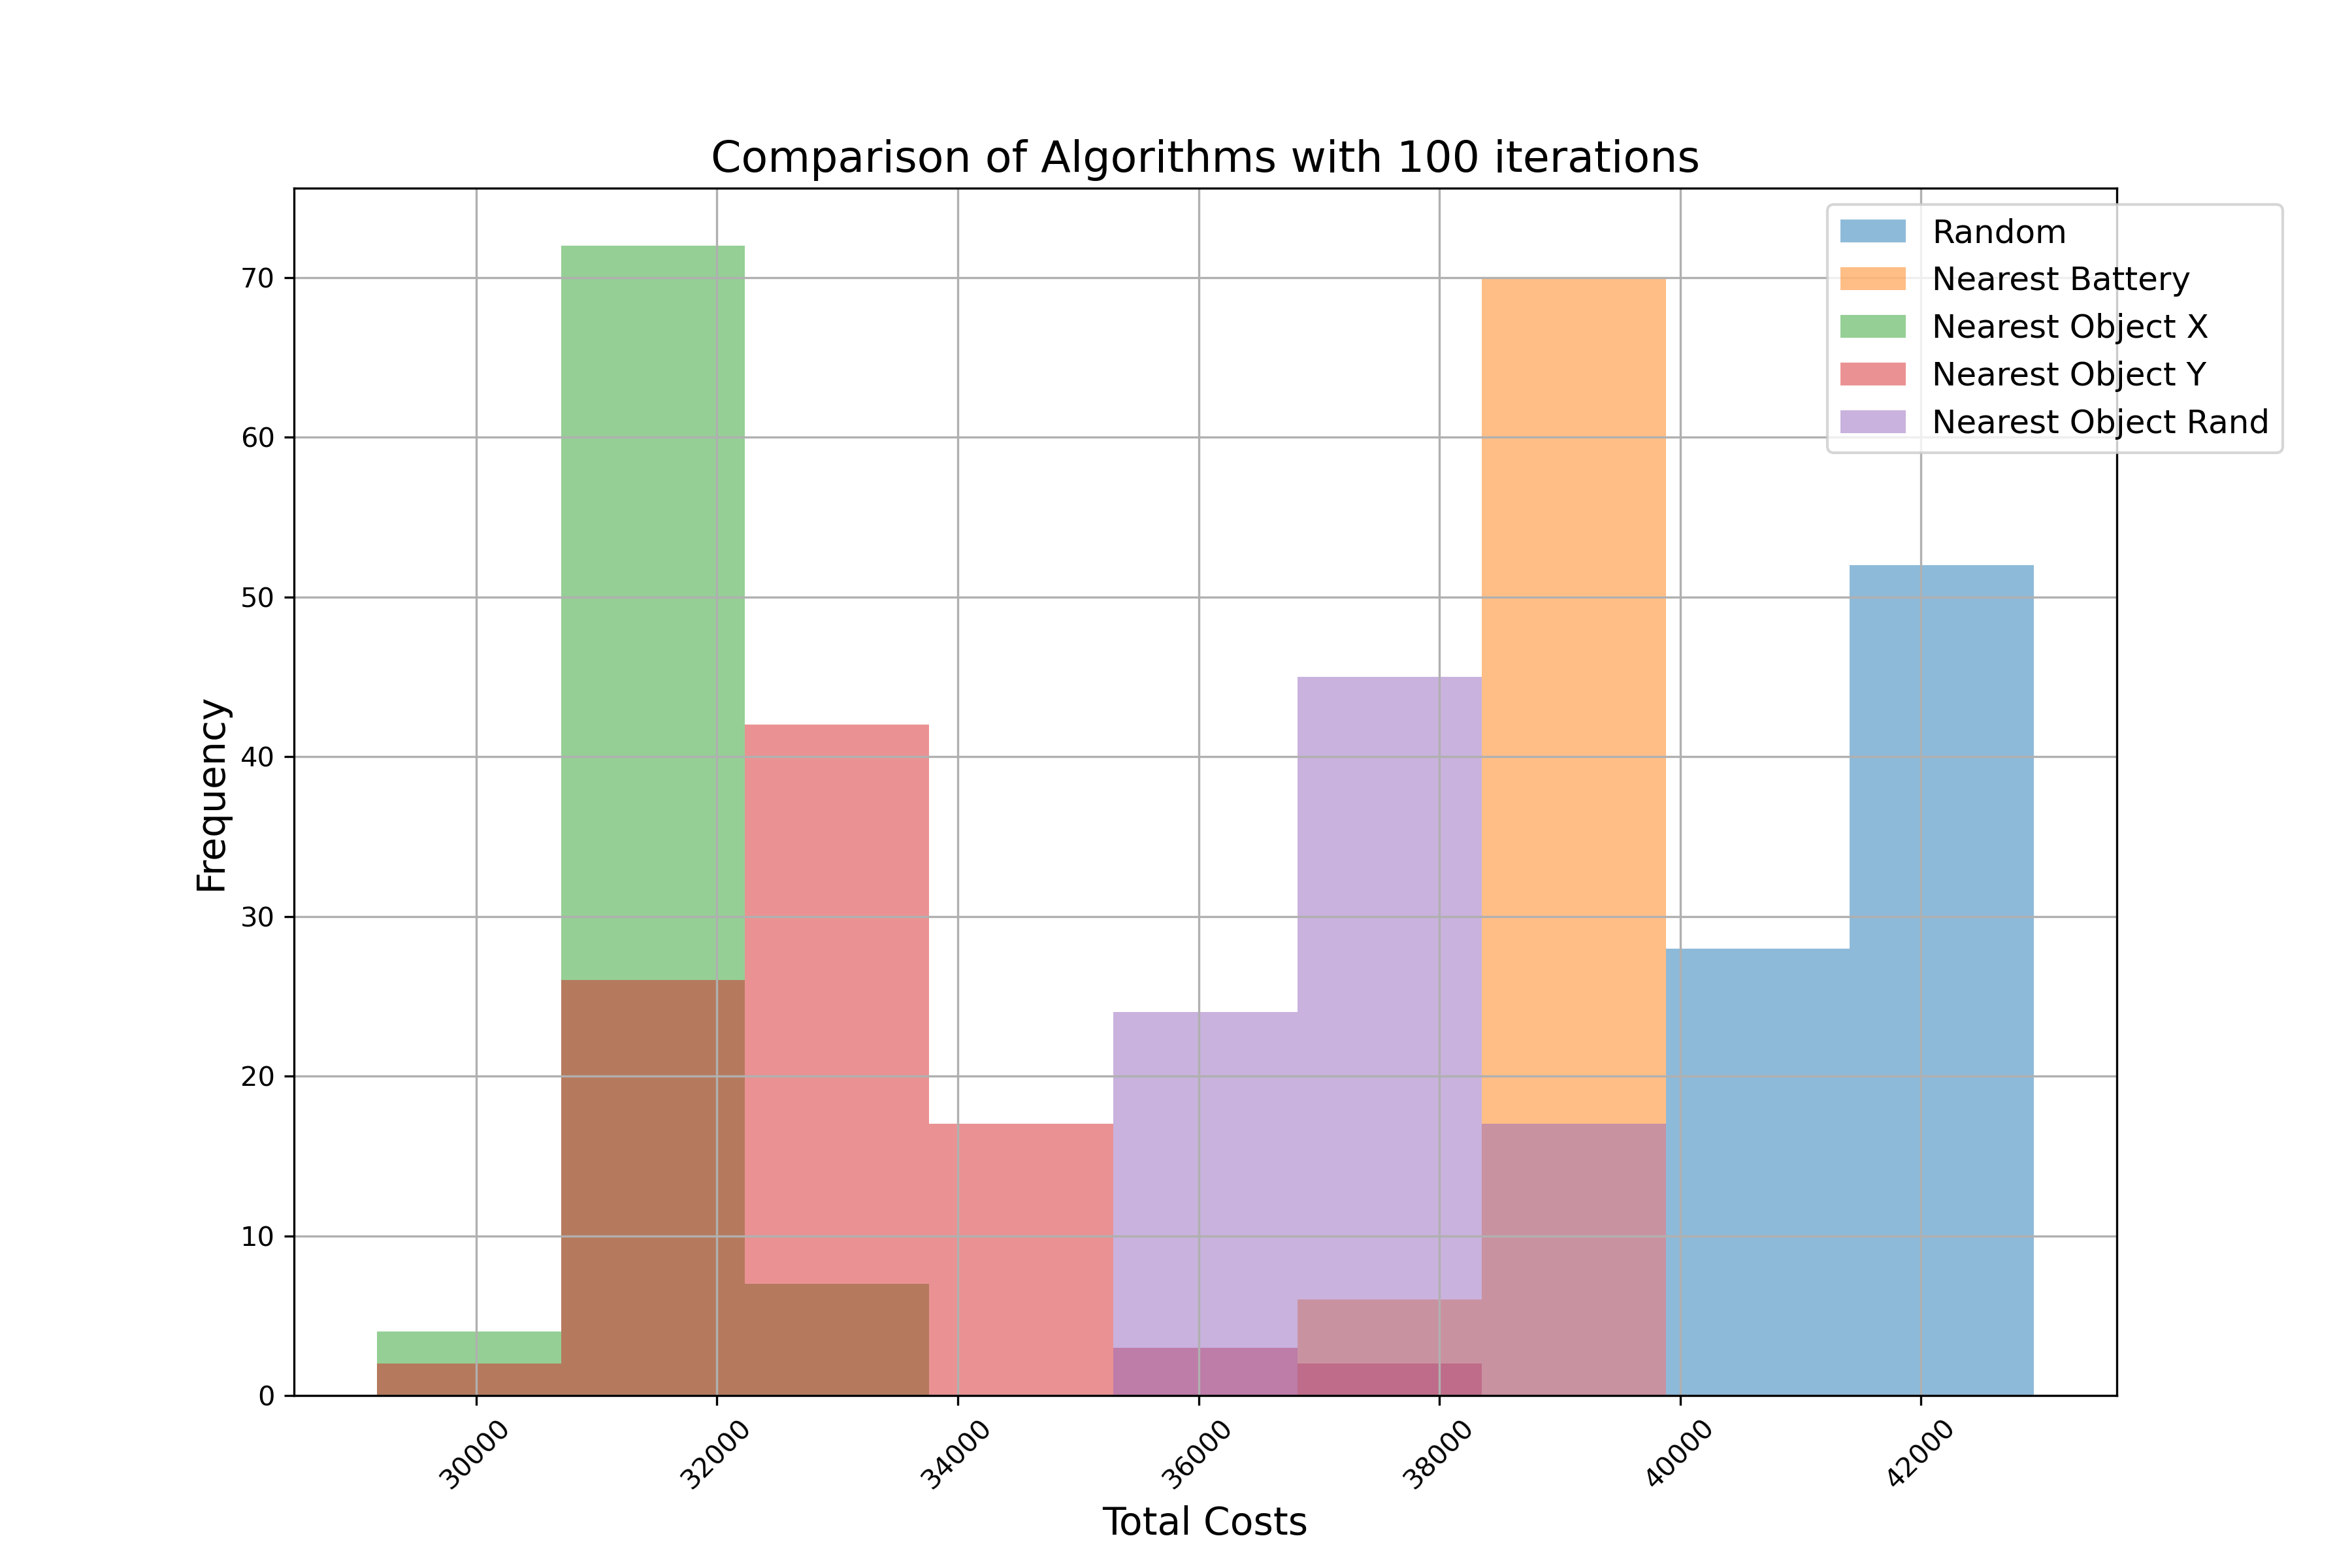 Comparison of Algorithms with 100 iterations
Random
Nearest Battery
Nearest Object X
Nearest Object Y
Nearest Object Rand
Frequency
70
60
50
40
30
20
10
0
30000
32000
34000
36000
38000
40000
42000
Total Costs